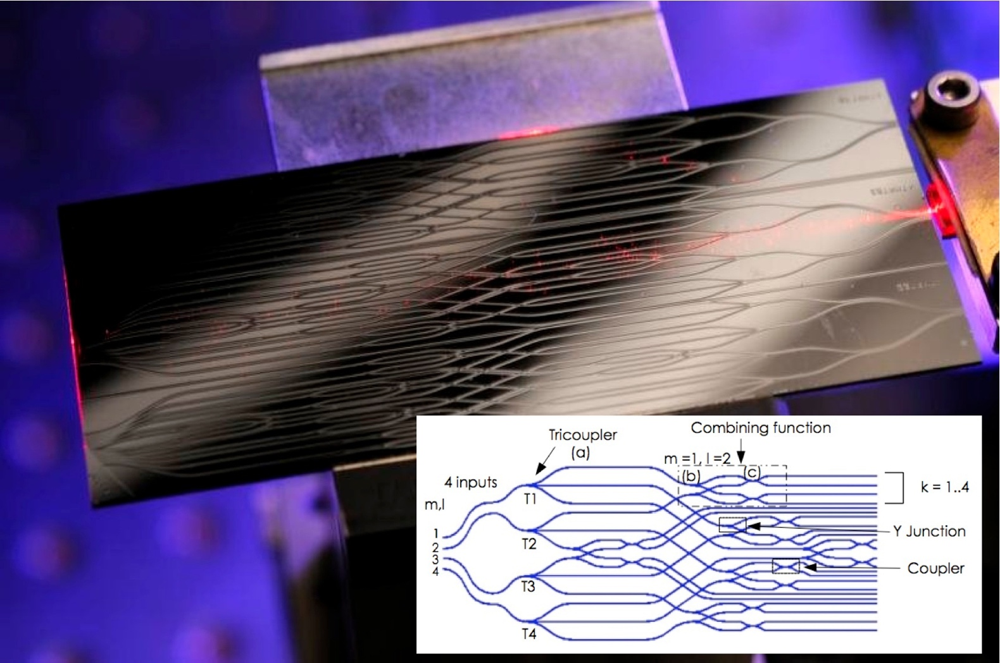 Combining function
Tricoupler
(a)
m =1, l =2
(b)
(c)
4 inputs
k = 1..4
m,l
T1
1
2
3
4
T2
Y Junction
Coupler
T3
T4